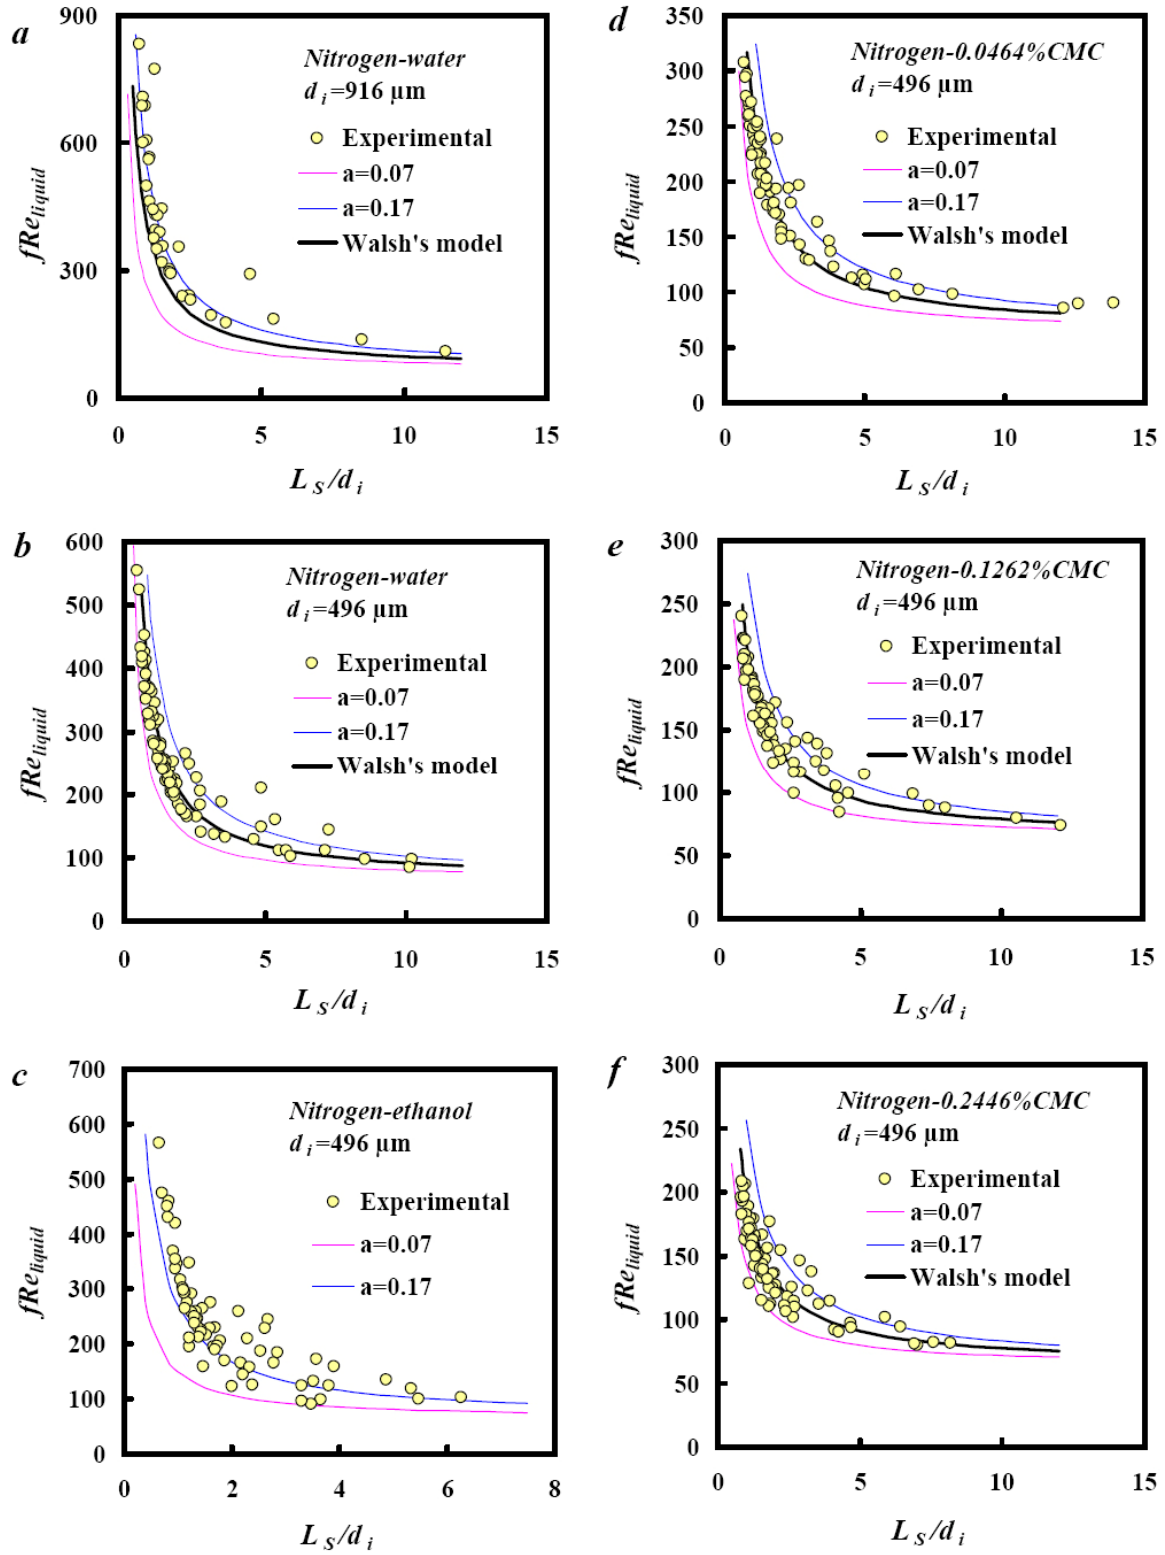 a
900
600
300
0
fRe_liquid
Nitrogen-water
d_i=916 μm
Experimental
a=0.07
a=0.17
Walsh's model
0 5 10 15
L_S/d_i
b
600
500
400
300
200
100
0
fRe_liquid
Nitrogen-water
d_i=496 μm
Experimental
a=0.07
a=0.17
Walsh's model
0 5 10 15
L_S/d_i
c
700
600
500
400
300
200
100
0
fRe_liquid
Nitrogen-ethanol
d_i=496 μm
Experimental
a=0.07
a=0.17
0 2 4 6 8
L_S/d_i
d
350
300
250
200
150
100
50
0
fRe_liquid
Nitrogen-0.0464%CMC
d_i=496 μm
Experimental
a=0.07
a=0.17
Walsh's model
0 5 10 15
L_S/d_i
e
300
250
200
150
100
50
0
fRe_liquid
Nitrogen-0.1262%CMC
d_i=496 μm
Experimental
a=0.07
a=0.17
Walsh's model
0 5 10 15
L_S/d_i
f
300
250
200
150
100
50
0
fRe_liquid
Nitrogen-0.2446%CMC
d_i=496 μm
Experimental
a=0.07
a=0.17
Walsh's model
0 5 10 15
L_S/d_i